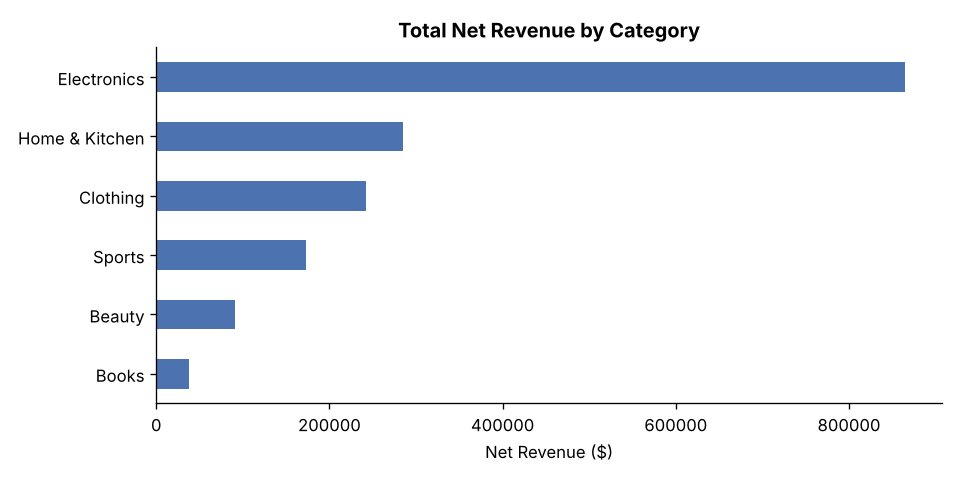 Total Net Revenue by Category
Electronics
Home & Kitchen
Clothing
Sports
Beauty
Books
0 200000 400000 600000 800000
Net Revenue ($)